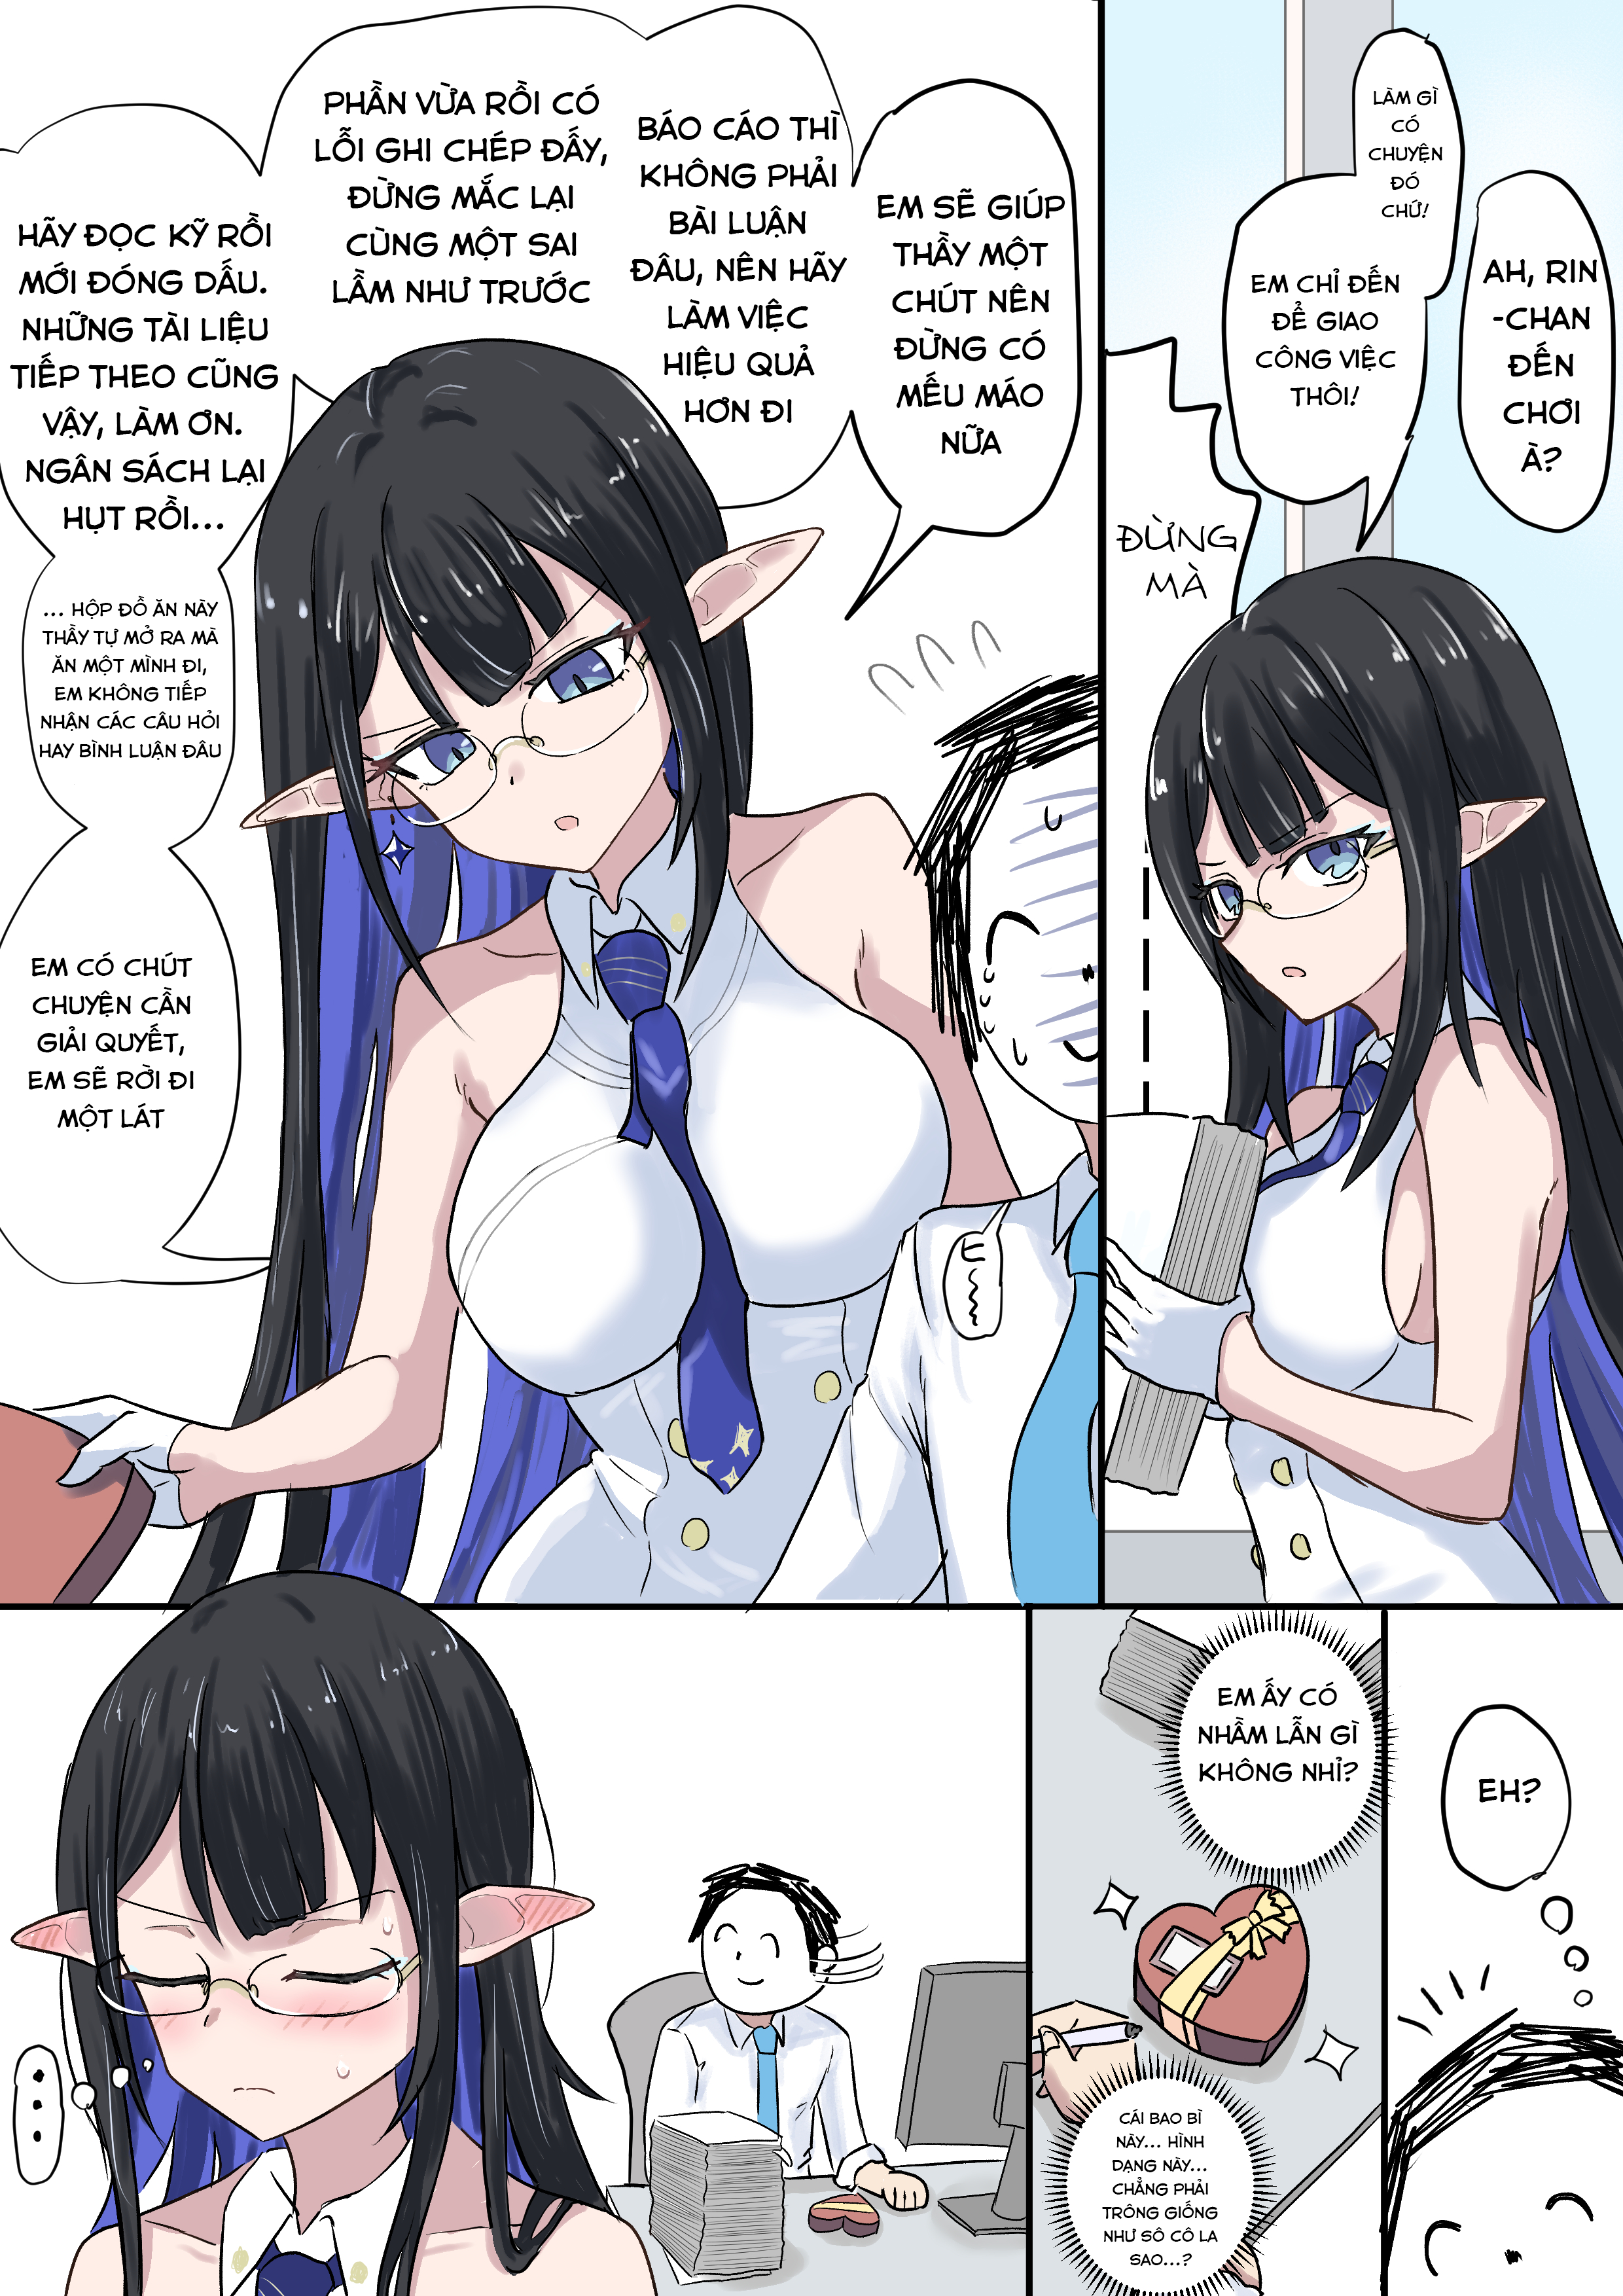 AH, RIN
-CHAN
ĐẾN
CHƠI
À?
LÀM GÌ
CÓ
CHUYỆN
ĐÓ
CHỨ!
EM CHỈ ĐẾN
ĐỂ GIAO
CÔNG VIỆC
THÔI!
ĐỪNG
MÀ
EM SẼ GIÚP
THẦY MỘT
CHÚT NÊN
ĐỪNG CÓ
MẾU MÁO
NỮA
BÁO CÁO THÌ
KHÔNG PHẢI
BÀI LUẬN
ĐÂU, NÊN HÃY
LÀM VIỆC
HIỆU QUẢ
HƠN ĐI
PHẦN VỪA RỒI CÓ
LỖI GHI CHÉP ĐẤY,
ĐỪNG MẮC LẠI
CÙNG MỘT SAI
LẦM NHƯ TRƯỚC
HÃY ĐỌC KỸ RỒI
MỚI ĐÓNG DẤU.
NHỮNG TÀI LIỆU
TIẾP THEO CŨNG
VẬY, LÀM ƠN.
NGÂN SÁCH LẠI
HỤT RỒI...
... HỘP ĐỒ ĂN NÀY
THẦY TỰ MỞ RA MÀ
ĂN MỘT MÌNH ĐI,
EM KHÔNG TIẾP
NHẬN CÁC CÂU HỎI
HAY BÌNH LUẬN ĐÂU
EM CÓ CHÚT
CHUYỆN CẦN
GIẢI QUYẾT,
EM SẼ RỜI ĐI
MỘT LÁT
ヒ〜〜
EH?
EM ẤY CÓ
NHẦM LẪN GÌ
KHÔNG NHỈ?
CÁI BAO BÌ
NÀY... HÌNH
DẠNG NÀY...
CHẲNG PHẢI
TRÔNG GIỐNG
NHƯ SÔ CÔ LA
SAO...?
...